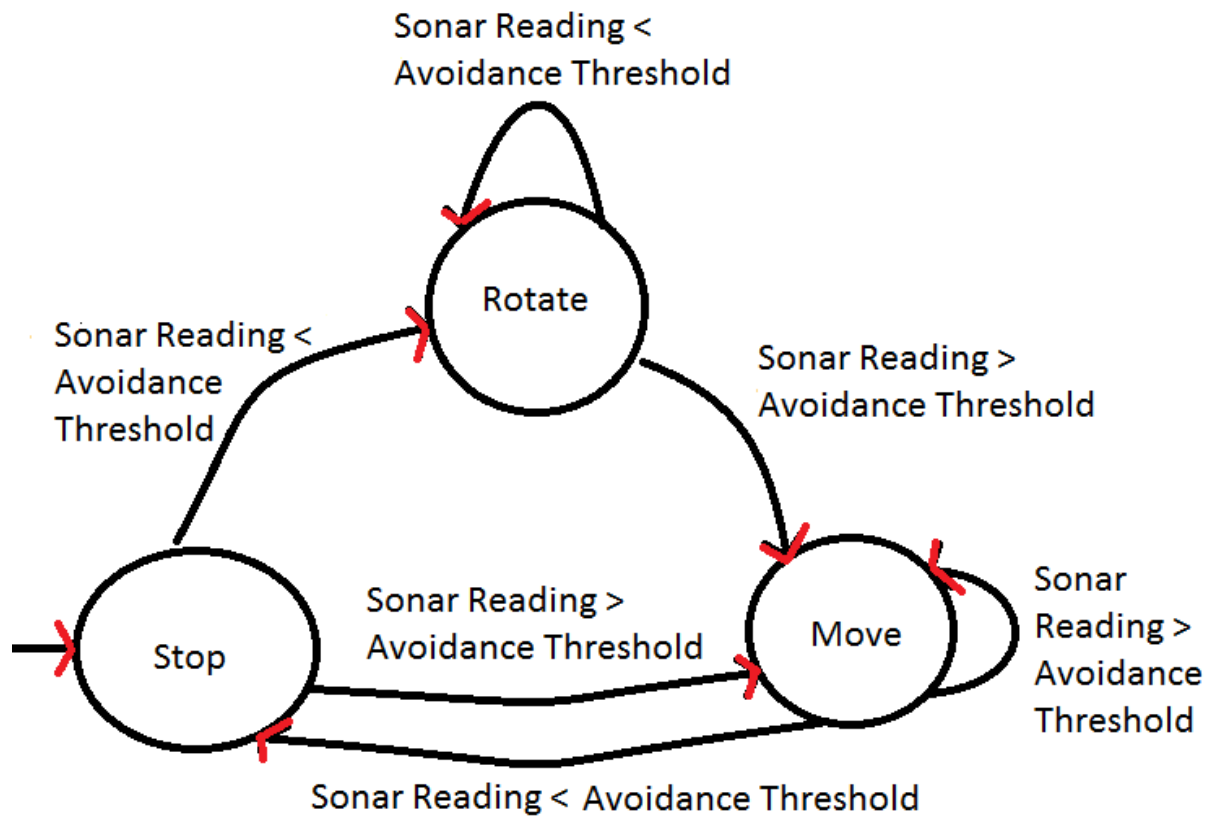 Sonar Reading <
Avoidance Threshold
Rotate
Sonar Reading <
Avoidance
Threshold
Sonar Reading >
Avoidance Threshold
Sonar Reading >
Avoidance Threshold
Stop
Move
Sonar
Reading >
Avoidance
Threshold
Sonar Reading < Avoidance Threshold